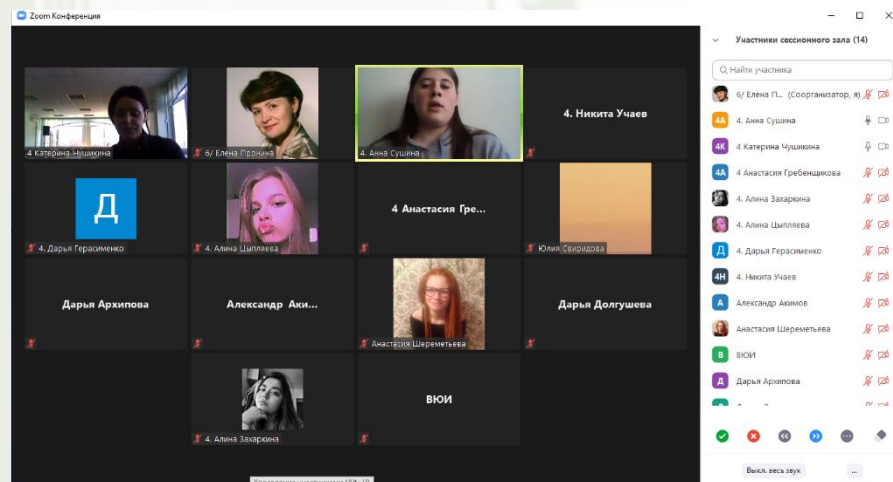 Zoom Конференция
4 Катерина Чушикина
6/ Елена Пронина
4. Анна Сушина
4. Никита Учаев
Д
4. Дарья Герасименко
4. Алина Цыпляева
4 Анастасия Гре...
Юлия Свиридова
Дарья Архипова
Александр Аки...
Анастасия Шереметьева
Дарья Долгушева
4. Алина Захаркина
ВЮИ
Участники сессионного зала (14)
Найти участника
6/ Елена П... (Соорганизатор, я)
4А 4. Анна Сушина
4К 4 Катерина Чушикина
4А 4 Анастасия Гребенщикова
4. Алина Захаркина
4. Алина Цыпляева
Д 4. Дарья Герасименко
4Н 4. Никита Учаев
А Александр Акимов
Анастасия Шереметьева
В ВЮИ
Д Дарья Архипова
Выкл. весь звук
...